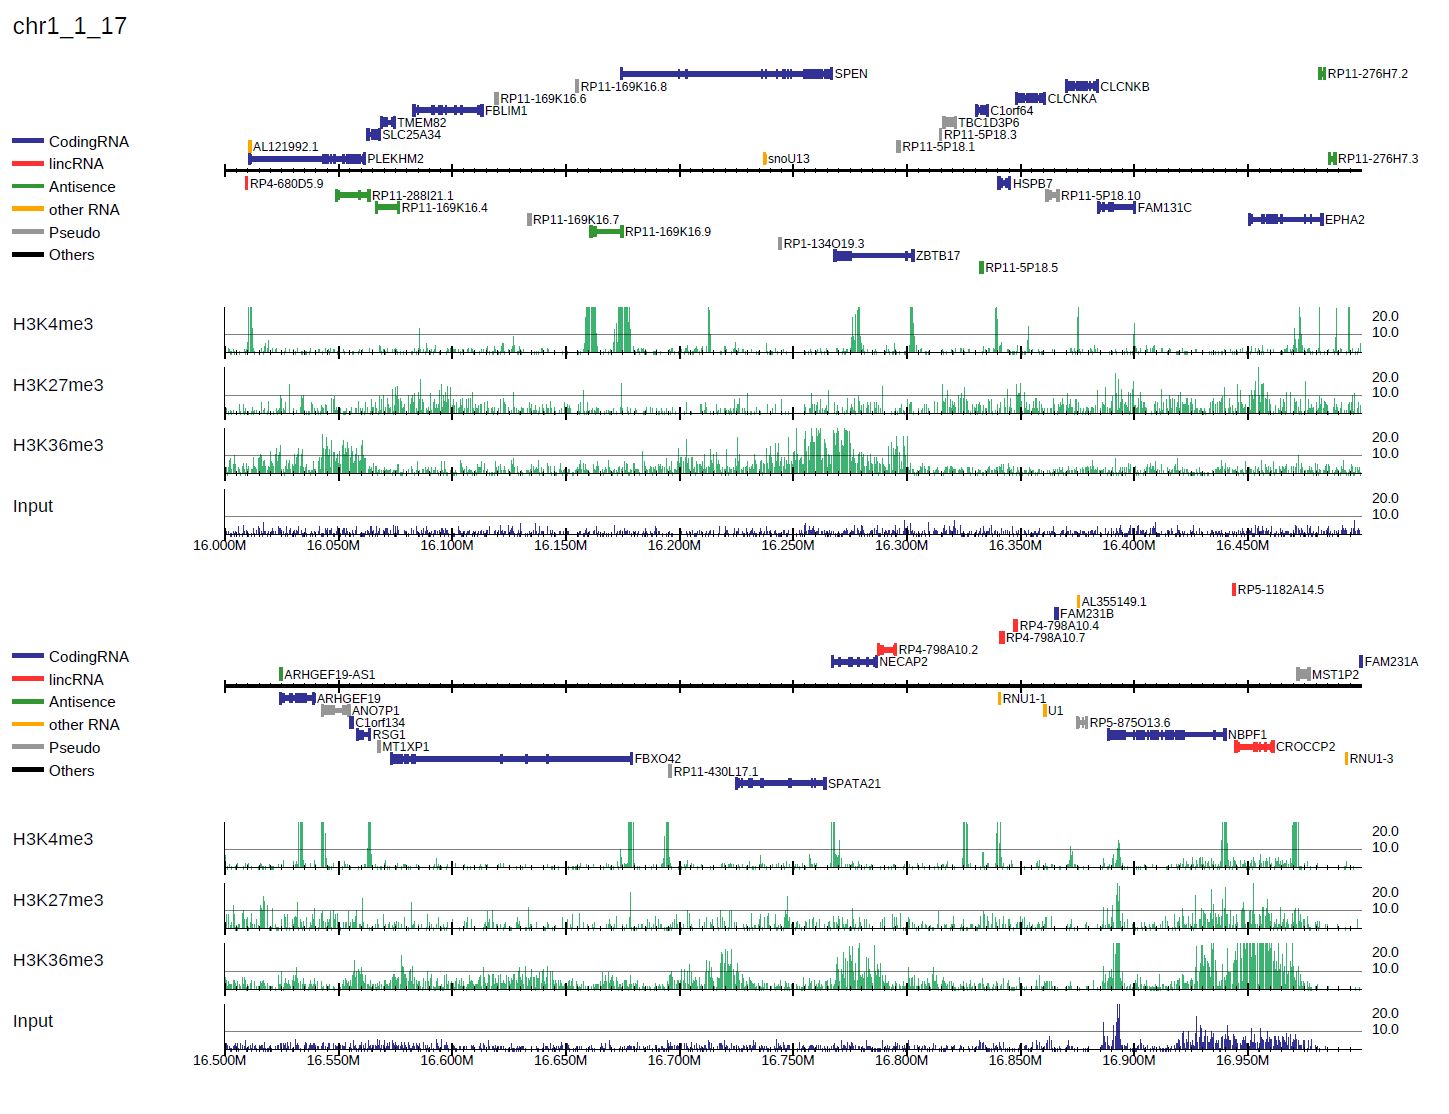 chr1_1_17
SPEN
RP11-276H7.2
RP11-169K16.8
CLCNKB
RP11-169K16.6
CLCNKA
FBLIM1
C1orf64
TMEM82
TBC1D3P6
SLC25A34
RP11-5P18.3
CodingRNA
AL121992.1
RP11-5P18.1
PLEKHM2
snoU13
RP11-276H7.3
lincRNA
RP4-680D5.9
HSPB7
Antisence
RP11-288I21.1
RP11-5P18.10
other RNA
RP11-169K16.4
FAM131C
Pseudo
RP11-169K16.7
EPHA2
RP11-169K16.9
RP1-134O19.3
Others
ZBTB17
RP11-5P18.5
H3K4me3
20.0
10.0
H3K27me3
20.0
10.0
H3K36me3
20.0
10.0
Input
20.0
10.0
16.000M 16.050M 16.100M 16.150M 16.200M 16.250M 16.300M 16.350M 16.400M 16.450M
RP5-1182A14.5
AL355149.1
FAM231B
RP4-798A10.4
RP4-798A10.7
CodingRNA
RP4-798A10.2
NECAP2
FAM231A
lincRNA
ARHGEF19-AS1
MST1P2
Antisence
ARHGEF19
RNU1-1
ANO7P1
U1
other RNA
C1orf134
RP5-875O13.6
RSG1
NBPF1
Pseudo
MT1XP1
CROCCP2
FBXO42
RNU1-3
Others
RP11-430L17.1
SPATA21
H3K4me3
20.0
10.0
H3K27me3
20.0
10.0
H3K36me3
20.0
10.0
Input
20.0
10.0
16.500M 16.550M 16.600M 16.650M 16.700M 16.750M 16.800M 16.850M 16.900M 16.950M